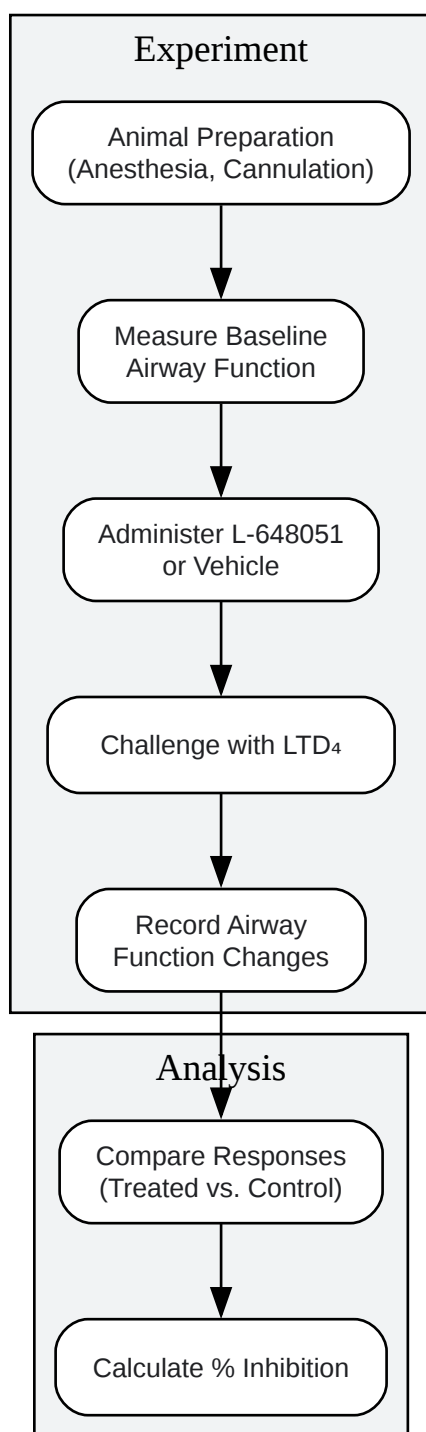 Experiment
Animal Preparation
(Anesthesia, Cannulation)
Measure Baseline
Airway Function
Administer L-648051
or Vehicle
Challenge with LTD₄
Record Airway
Function Changes
Analysis
Compare Responses
(Treated vs. Control)
Calculate % Inhibition